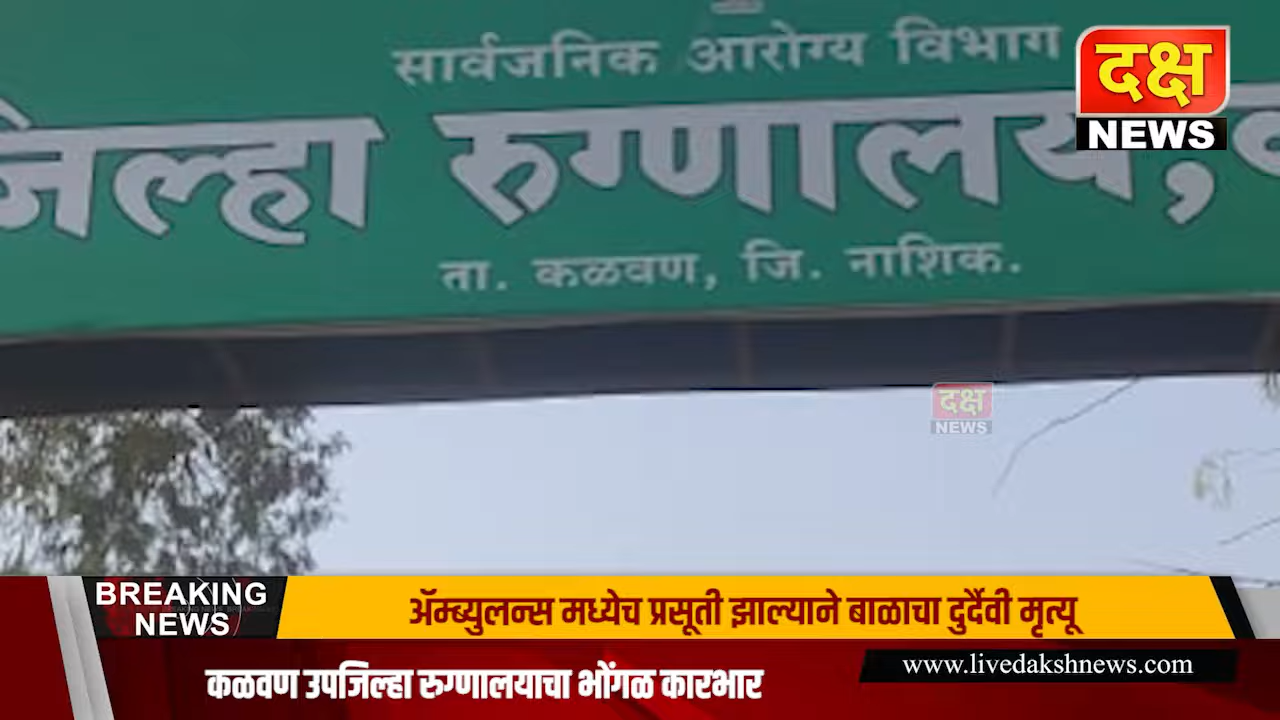 सार्वजनिक आरोग्य विभाग
जिल्हा रुग्णालय,
ता. कळवण, जि. नाशिक.
दक्ष
NEWS
दक्ष
NEWS
BREAKING
NEWS
ॲम्ब्युलन्स मध्येच प्रसूती झाल्याने बाळाचा दुर्दैवी मृत्यू
कळवण उपजिल्हा रुग्णालयाचा भोंगळ कारभार
www.livedakshnews.com